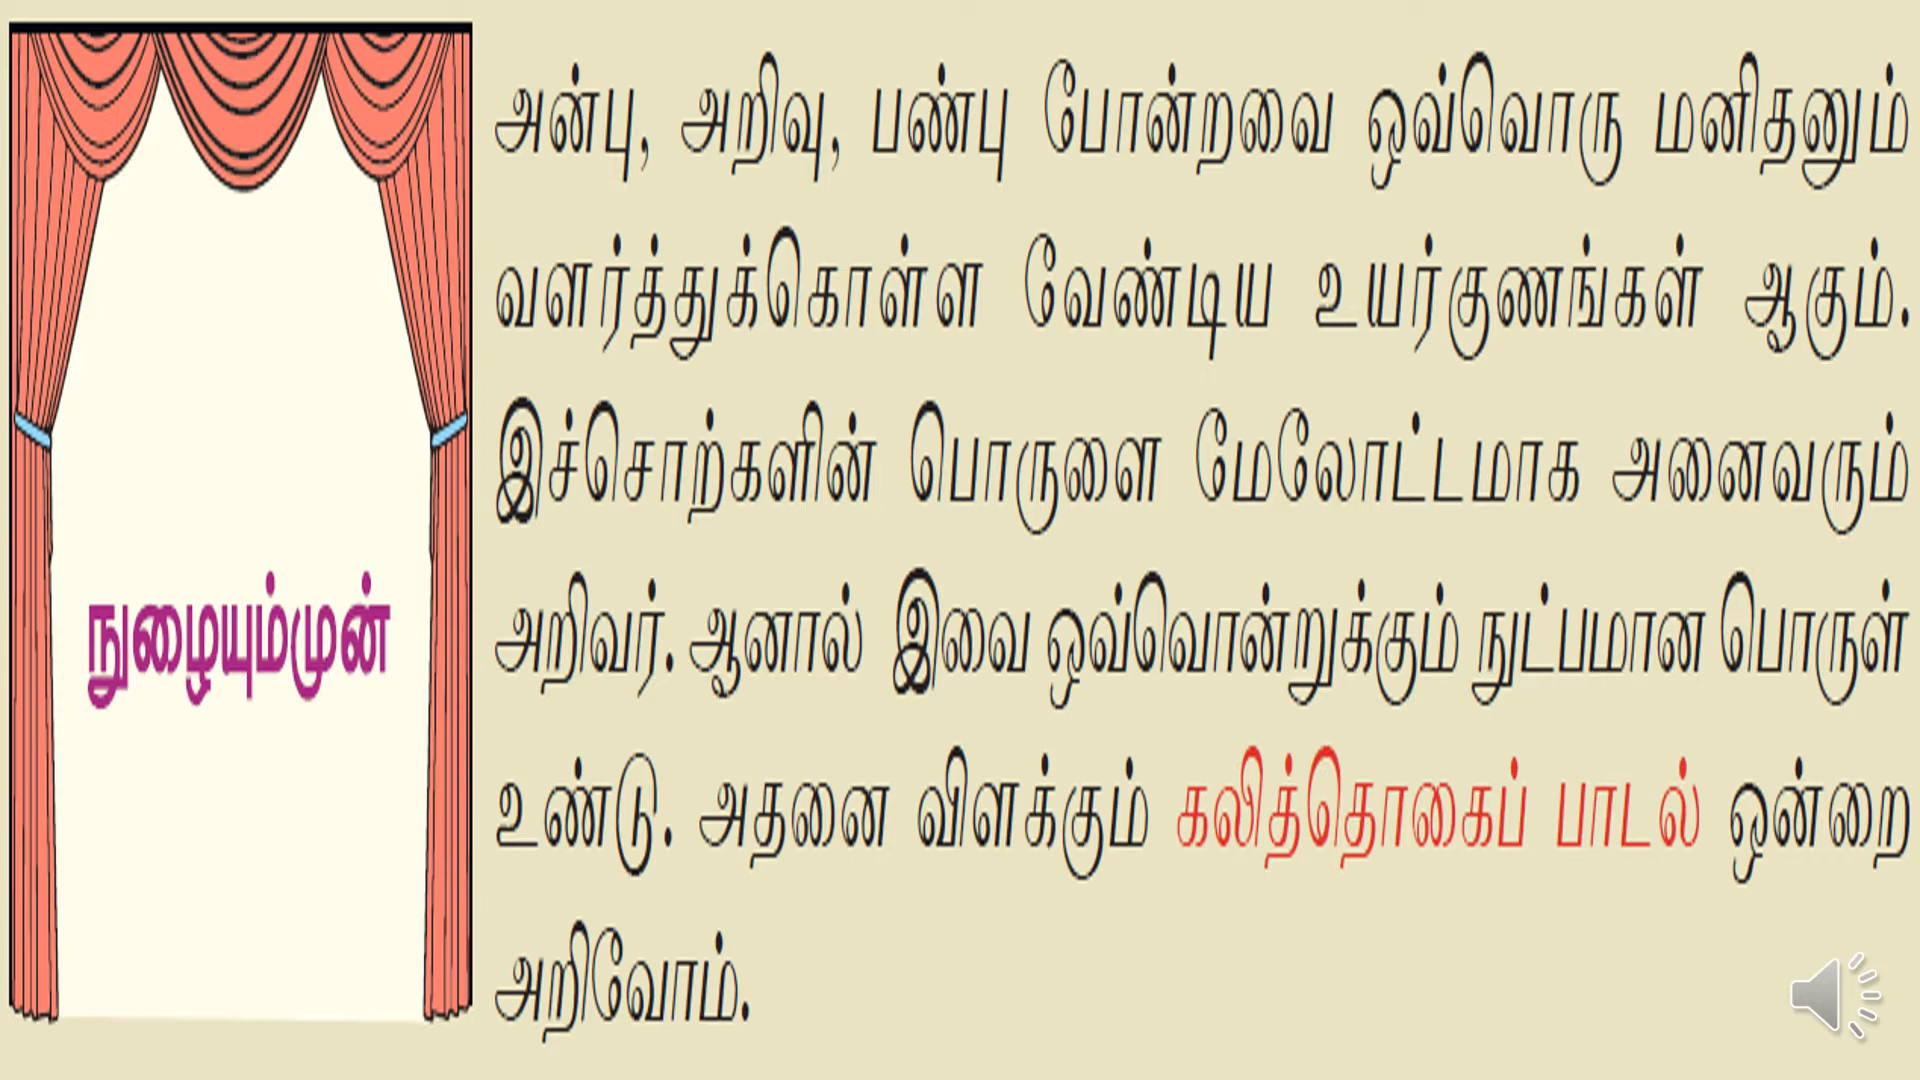 நுழையும்முன்
அன்பு, அறிவு, பண்பு போன்றவை ஒவ்வொரு மனிதனும்
வளர்த்துக்கொள்ள வேண்டிய உயர்குணங்கள் ஆகும்.
இச்சொற்களின் பொருளை மேலோட்டமாக அனைவரும்
அறிவர். ஆனால் இவை ஒவ்வொன்றுக்கும் நுட்பமான பொருள்
உண்டு. அதனை விளக்கும் கலித்தொகைப் பாடல் ஒன்றை
அறிவோம்.